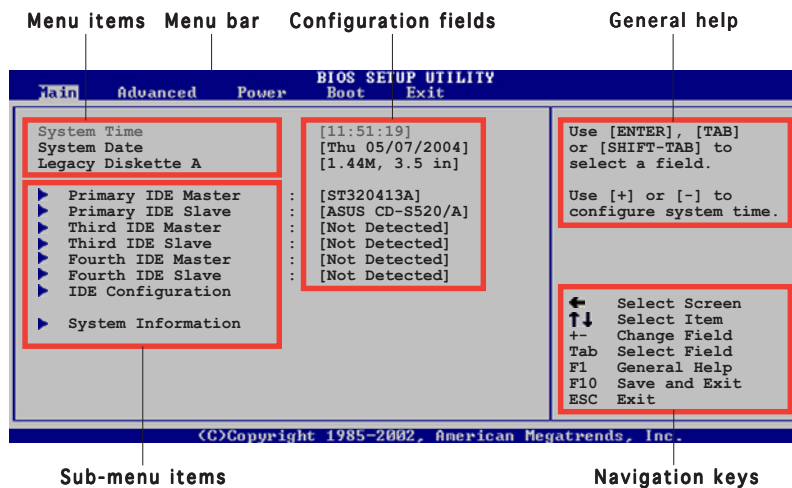 Menu items Menu bar Configuration fields General help
BIOS SETUP UTILITY
Main Advanced Power Boot Exit
System Time [11:51:19]
System Date [Thu 05/07/2004]
Legacy Diskette A [1.44M, 3.5 in]
Primary IDE Master : [ST320413A]
Primary IDE Slave : [ASUS CD-S520/A]
Third IDE Master : [Not Detected]
Third IDE Slave : [Not Detected]
Fourth IDE Master : [Not Detected]
Fourth IDE Slave : [Not Detected]
IDE Configuration
System Information
Use [ENTER], [TAB]
or [SHIFT-TAB] to
select a field.
Use [+] or [-] to
configure system time.
← Select Screen
↑↓ Select Item
+- Change Field
Tab Select Field
F1 General Help
F10 Save and Exit
ESC Exit
(C)Copyright 1985-2002, American Megatrends, Inc.
Sub-menu items Navigation keys